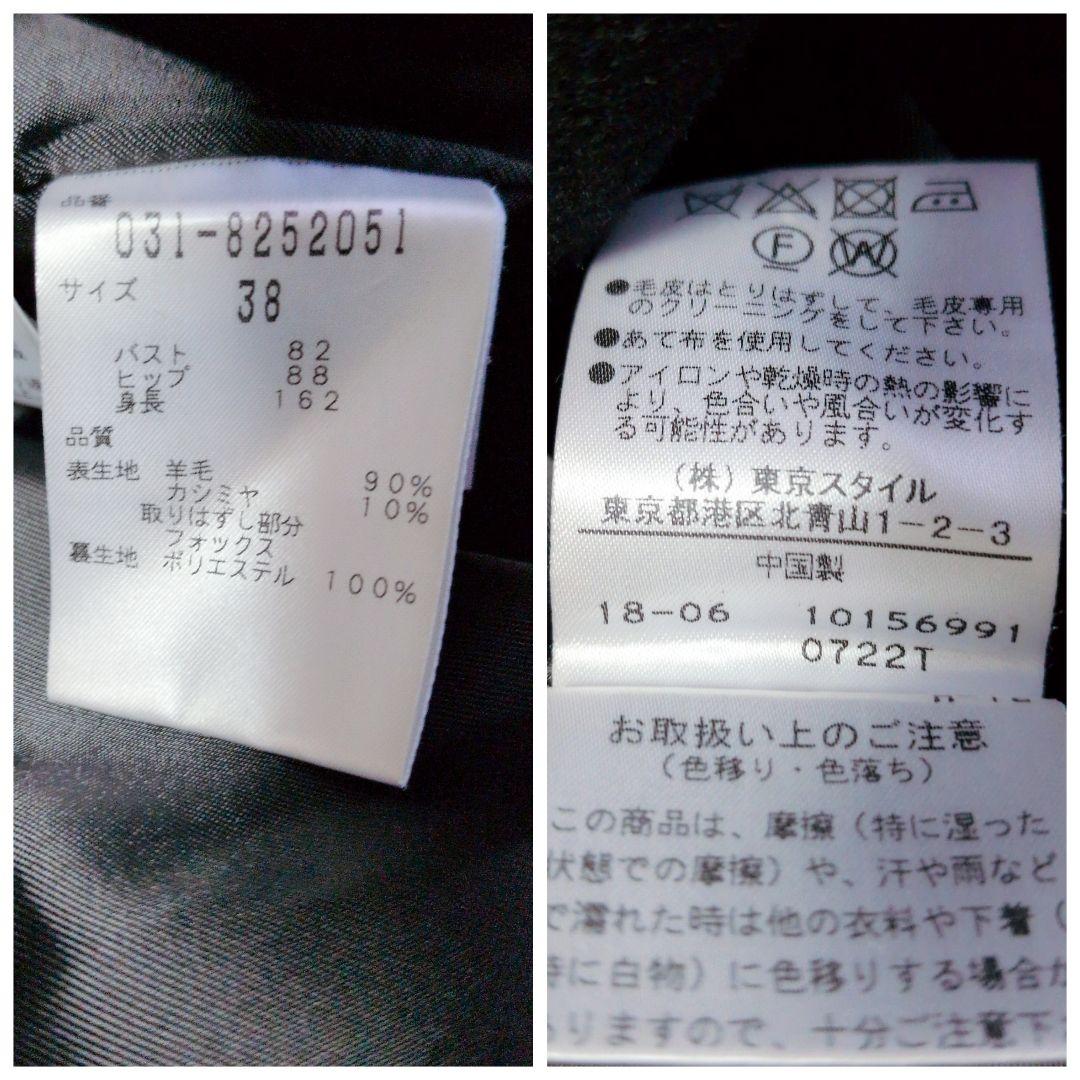 品番
031-8252051
サイズ 38
バスト 82
ヒップ 88
身長 162
品質
表生地 羊毛 90%
カシミヤ 10%
取りはずし部分
フォックス
裏生地 ポリエステル 100%
F
W
●毛皮はとりはずして、毛皮専用
のクリーニングをして下さい。
●あて布を使用してください。
●アイロンや乾燥時の熱の影響に
より、色合いや風合いが変化す
る可能性があります。
(株)東京スタイル
東京都港区北青山1-2-3
中国製
18-06 10156991
0722T
お取扱い上のご注意
(色移り・色落ち)
この商品は、摩擦(特に湿った
状態での摩擦)や、汗や雨など
で濡れた時は他の衣料や下着(
特に白物)に色移りする場合が
ありますので、十分ご注意下さ